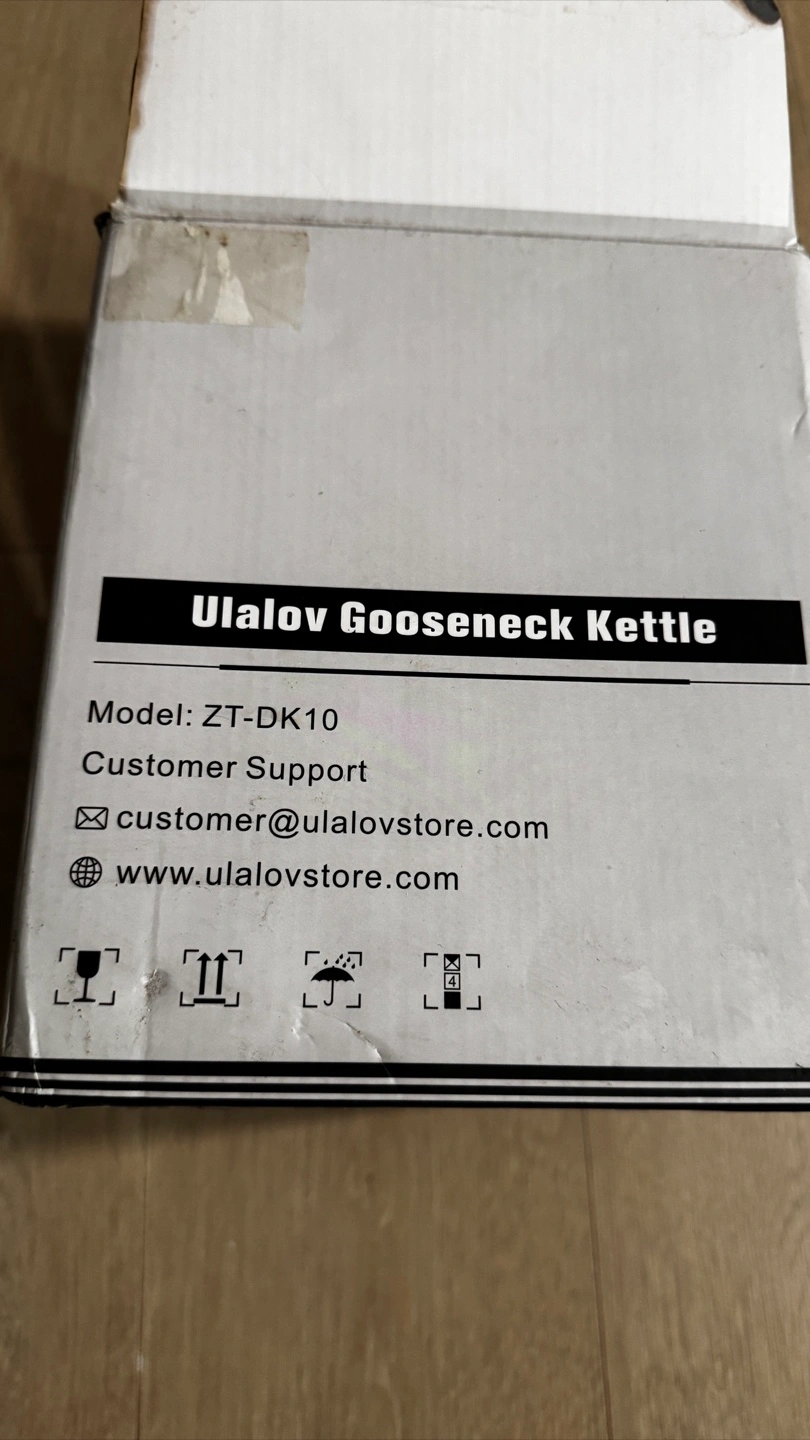 Ulalov Gooseneck Kettle
Model: ZT-DK10
Customer Support
customer@ulalovstore.com
www.ulalovstore.com
4